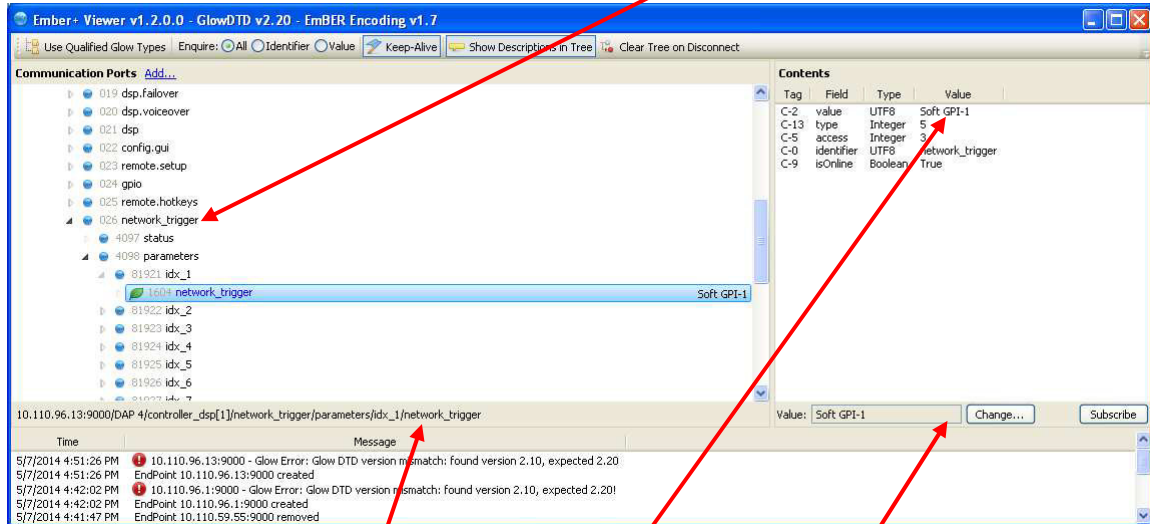 Ember+ Viewer v1.2.0.0 - GlowDTD v2.20 - EmBER Encoding v1.7
Use Qualified Glow Types Enquire: All Identifier Value Keep-Alive Show Descriptions in Tree Clear Tree on Disconnect
Communication Ports Add...
019 dsp.failover
020 dsp.voiceover
021 dsp
022 config.gui
023 remote.setup
024 gpio
025 remote.hotkeys
026 network_trigger
4097 status
4098 parameters
81921 idx_1
1604 network_trigger Soft GPI-1
81922 idx_2
81923 idx_3
81924 idx_4
81925 idx_5
81926 idx_6
81927 idx_7
10.110.96.13:9000/DAP 4/controller_dsp[1]/network_trigger/parameters/idx_1/network_trigger
Contents
Tag Field Type Value
C-2 value UTF8 Soft GPI-1
C-13 type Integer 5
C-5 access Integer 3
C-0 identifier UTF8 network_trigger
C-9 isOnline Boolean True
Value: Soft GPI-1 Change... Subscribe
Time Message
5/7/2014 4:51:26 PM 10.110.96.13:9000 - Glow Error: Glow DTD version mismatch: found version 2.10, expected 2.20
5/7/2014 4:51:26 PM EndPoint 10.110.96.13:9000 created
5/7/2014 4:42:02 PM 10.110.96.1:9000 - Glow Error: Glow DTD version mismatch: found version 2.10, expected 2.20!
5/7/2014 4:42:02 PM EndPoint 10.110.96.1:9000 created
5/7/2014 4:41:47 PM EndPoint 10.110.59.55:9000 removed